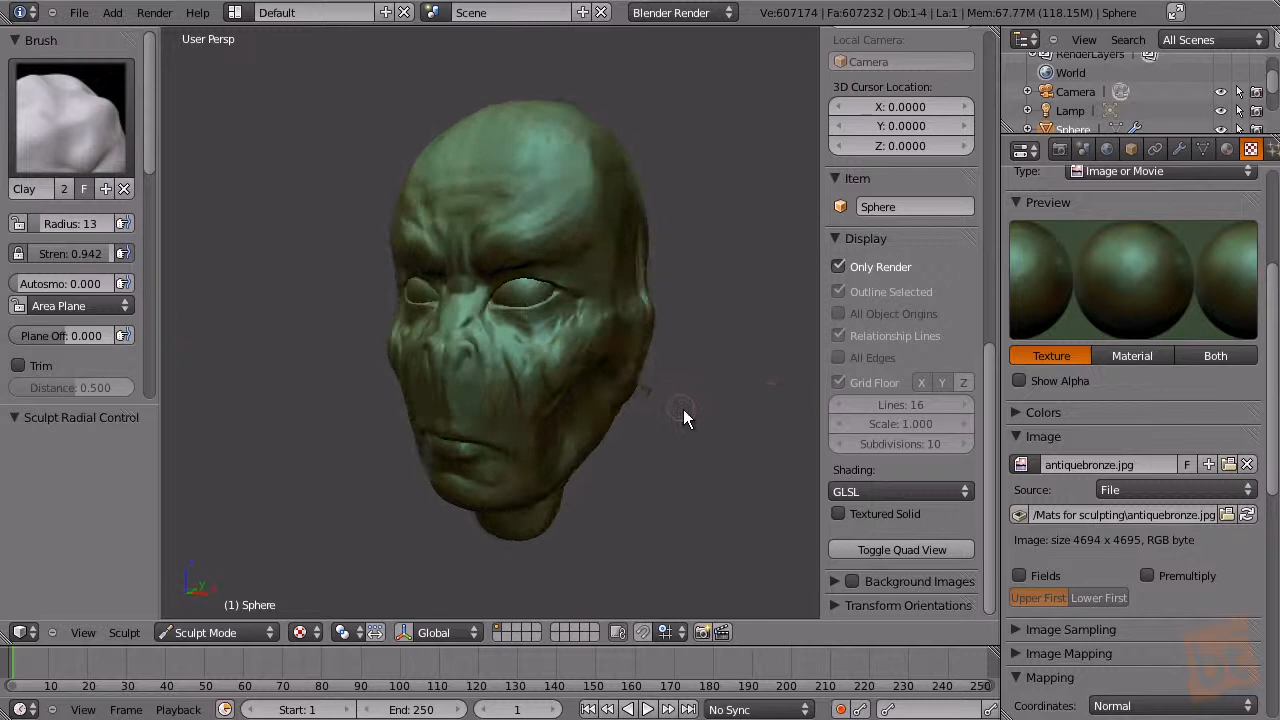 File Add Render Help Default Scene Blender Render Ve:607174 | Fa:607232 | Ob:1-4 | La:1 | Mem:67.77M (118.15M) | Sphere
Brush
Clay 2 F
Radius: 13
Stren: 0.942
Autosmo: 0.000
Area Plane
Plane Off: 0.000
Trim
Distance: 0.500
Sculpt Radial Control
User Persp
z
y
x
(1) Sphere
Local Camera:
Camera
3D Cursor Location:
X: 0.0000
Y: 0.0000
Z: 0.0000
Item
Sphere
Display
Only Render
Outline Selected
All Object Origins
Relationship Lines
All Edges
Grid Floor X Y Z
Lines: 16
Scale: 1.000
Subdivisions: 10
Shading:
GLSL
Textured Solid
Toggle Quad View
Background Images
Transform Orientations
View Search All Scenes
RenderLayers
World
Camera
Lamp
Sphere
Type: Image or Movie
Preview
Texture Material Both
Show Alpha
Colors
Image
antiquebronze.jpg F
Source: File
/Mats for sculpting\antiquebronze.jpg
Image: size 4694 x 4695, RGB byte
Fields Premultiply
Upper First Lower First
Image Sampling
Image Mapping
Mapping
Coordinates: Normal
View Sculpt Sculpt Mode Global
10 20 30 40 50 60 70 80 90 100 110 120 130 140 150 160 170 180 190 200 210 220 230 240 250
View Frame Playback Start: 1 End: 250 1 No Sync